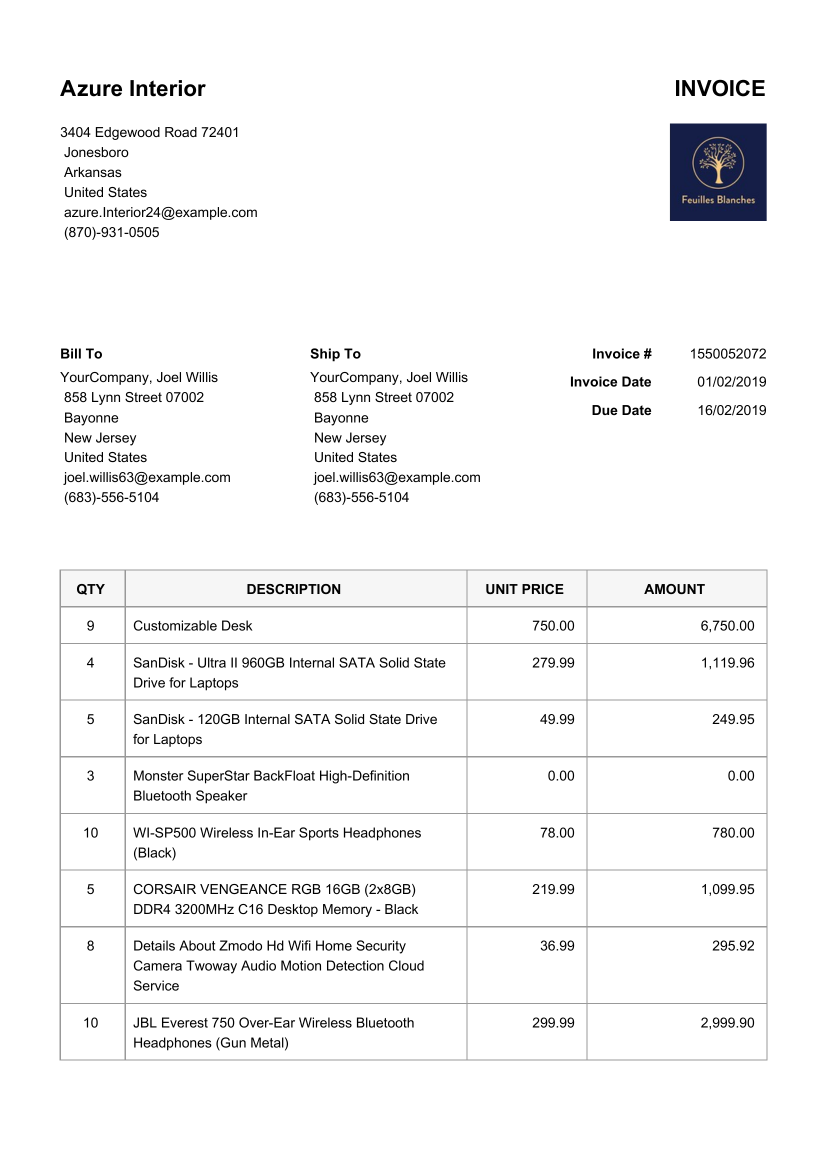 Azure Interior
INVOICE
3404 Edgewood Road 72401
Jonesboro
Arkansas
United States
azure.Interior24@example.com
(870)-931-0505
Feuilles Blanches
Bill To
YourCompany, Joel Willis
858 Lynn Street 07002
Bayonne
New Jersey
United States
joel.willis63@example.com
(683)-556-5104
Ship To
YourCompany, Joel Willis
858 Lynn Street 07002
Bayonne
New Jersey
United States
joel.willis63@example.com
(683)-556-5104
Invoice # 1550052072
Invoice Date 01/02/2019
Due Date 16/02/2019
QTY DESCRIPTION UNIT PRICE AMOUNT
9 Customizable Desk 750.00 6,750.00
4 SanDisk - Ultra II 960GB Internal SATA Solid State 279.99 1,119.96
Drive for Laptops
5 SanDisk - 120GB Internal SATA Solid State Drive 49.99 249.95
for Laptops
3 Monster SuperStar BackFloat High-Definition 0.00 0.00
Bluetooth Speaker
10 WI-SP500 Wireless In-Ear Sports Headphones 78.00 780.00
(Black)
5 CORSAIR VENGEANCE RGB 16GB (2x8GB) 219.99 1,099.95
DDR4 3200MHz C16 Desktop Memory - Black
8 Details About Zmodo Hd Wifi Home Security 36.99 295.92
Camera Twoway Audio Motion Detection Cloud
Service
10 JBL Everest 750 Over-Ear Wireless Bluetooth 299.99 2,999.90
Headphones (Gun Metal)